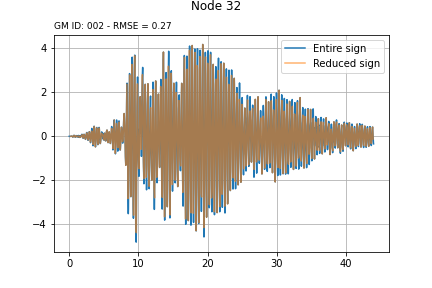 Node 32
GM ID: 002 - RMSE = 0.27
Entire sign
Reduced sign
4
2
0
−2
−4
0 10 20 30 40